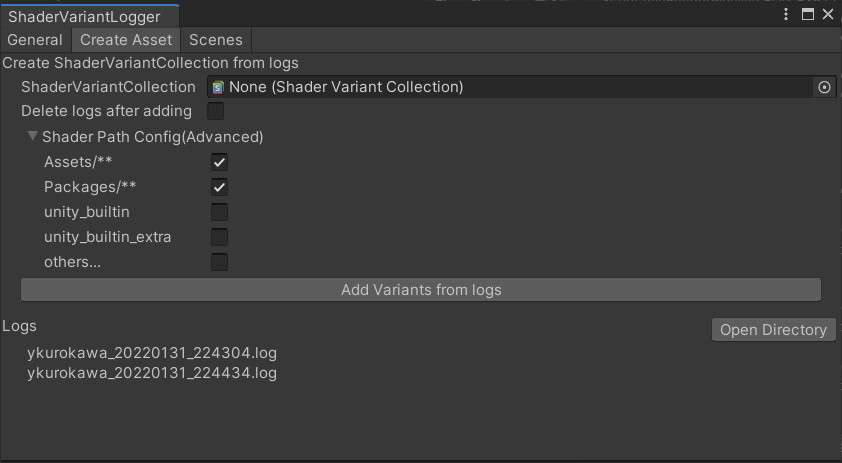 ShaderVariantLogger
General Create Asset Scenes
Create ShaderVariantCollection from logs
ShaderVariantCollection None (Shader Variant Collection)
Delete logs after adding
Shader Path Config(Advanced)
Assets/**
Packages/**
unity_builtin
unity_builtin_extra
others...
Add Variants from logs
Logs Open Directory
ykurokawa_20220131_224304.log
ykurokawa_20220131_224434.log